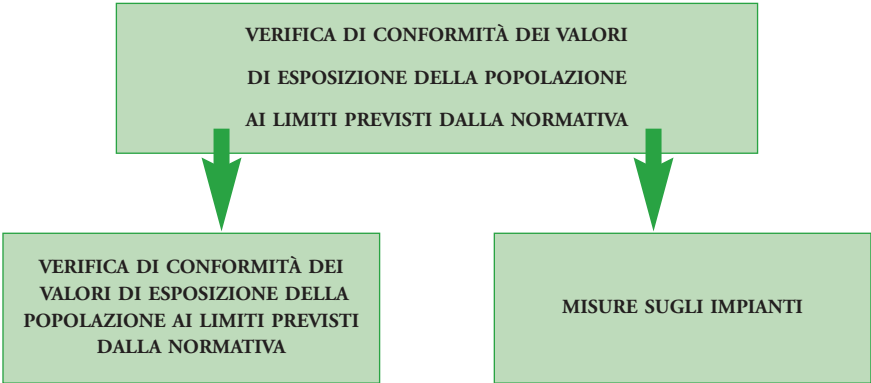 VERIFICA DI CONFORMITÀ DEI VALORI
DI ESPOSIZIONE DELLA POPOLAZIONE
AI LIMITI PREVISTI DALLA NORMATIVA
VERIFICA DI CONFORMITÀ DEI
VALORI DI ESPOSIZIONE DELLA
POPOLAZIONE AI LIMITI PREVISTI
DALLA NORMATIVA
MISURE SUGLI IMPIANTI